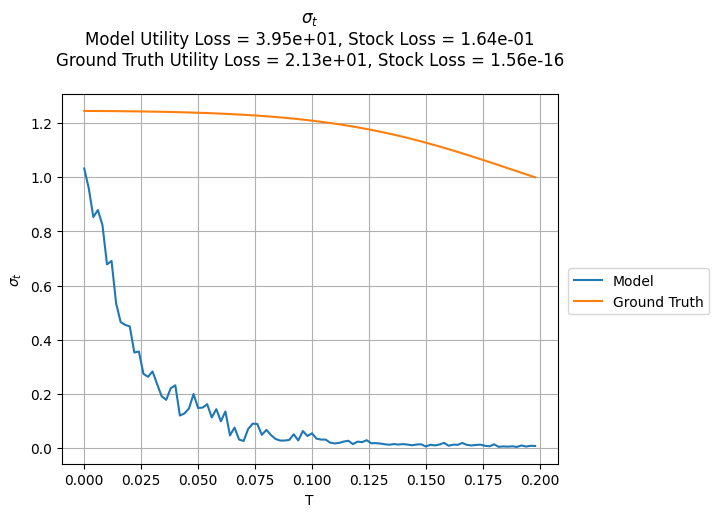 σt
Model Utility Loss = 3.95e+01, Stock Loss = 1.64e-01
Ground Truth Utility Loss = 2.13e+01, Stock Loss = 1.56e-16
1.2
1.0
0.8
0.6
0.4
0.2
0.0
σt
0.000 0.025 0.050 0.075 0.100 0.125 0.150 0.175 0.200
T
Model
Ground Truth